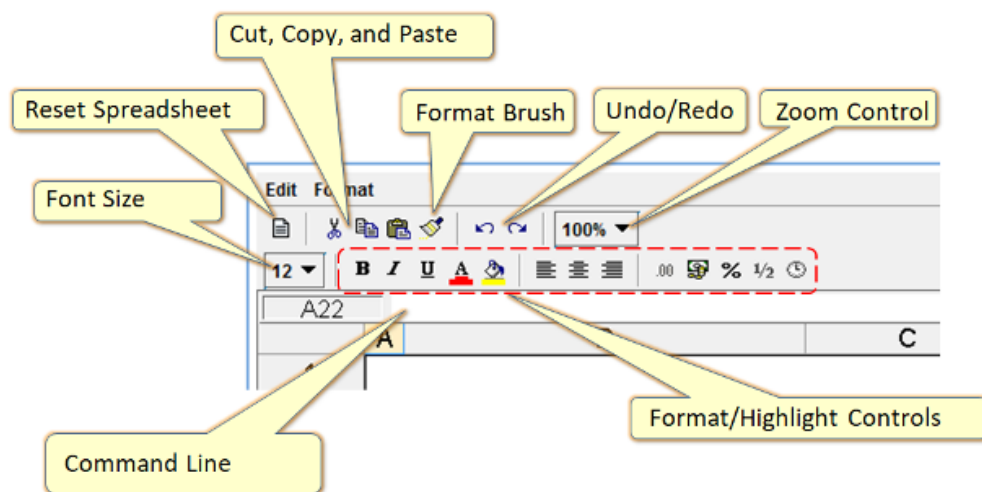 Cut, Copy, and Paste
Reset Spreadsheet
Format Brush
Undo/Redo
Zoom Control
Font Size
Edit Format
100%
12
B I U A
.00 % 1/2
A22
A
C
Format/Highlight Controls
Command Line